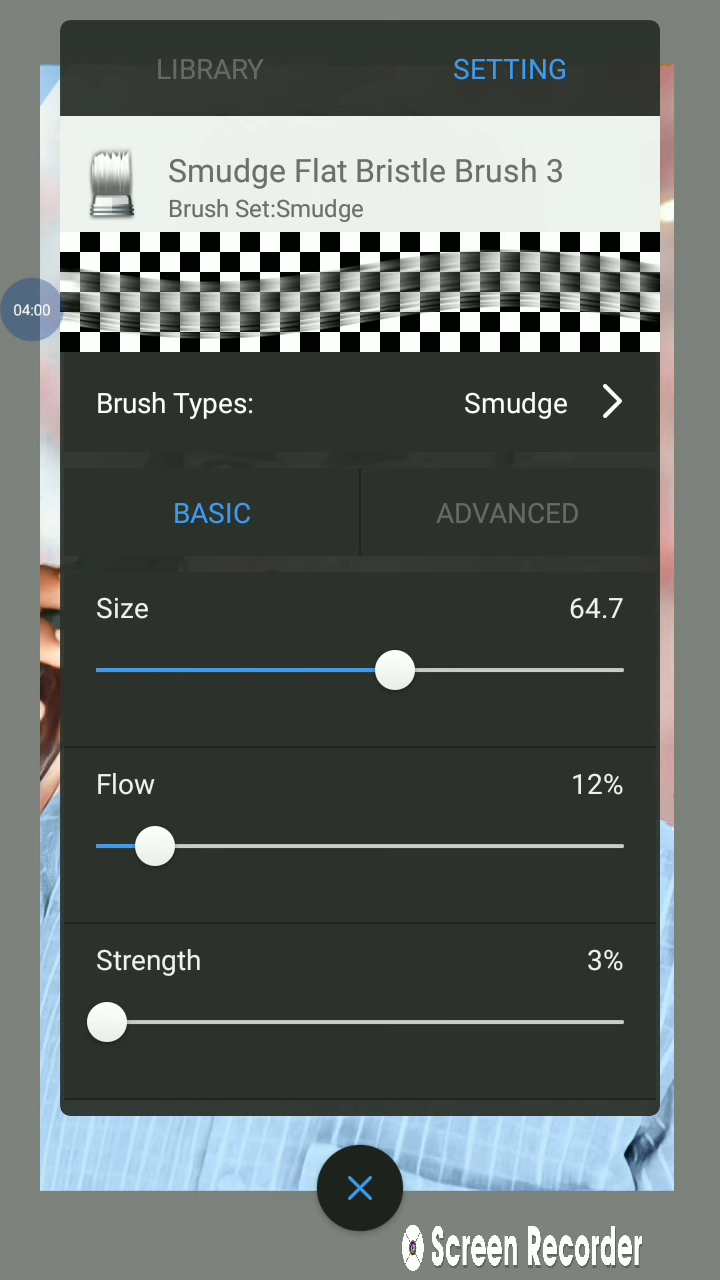 LIBRARY SETTING
Smudge Flat Bristle Brush 3
Brush Set:Smudge
04:00
Brush Types: Smudge
BASIC ADVANCED
Size 64.7
Flow 12%
Strength 3%
Screen Recorder